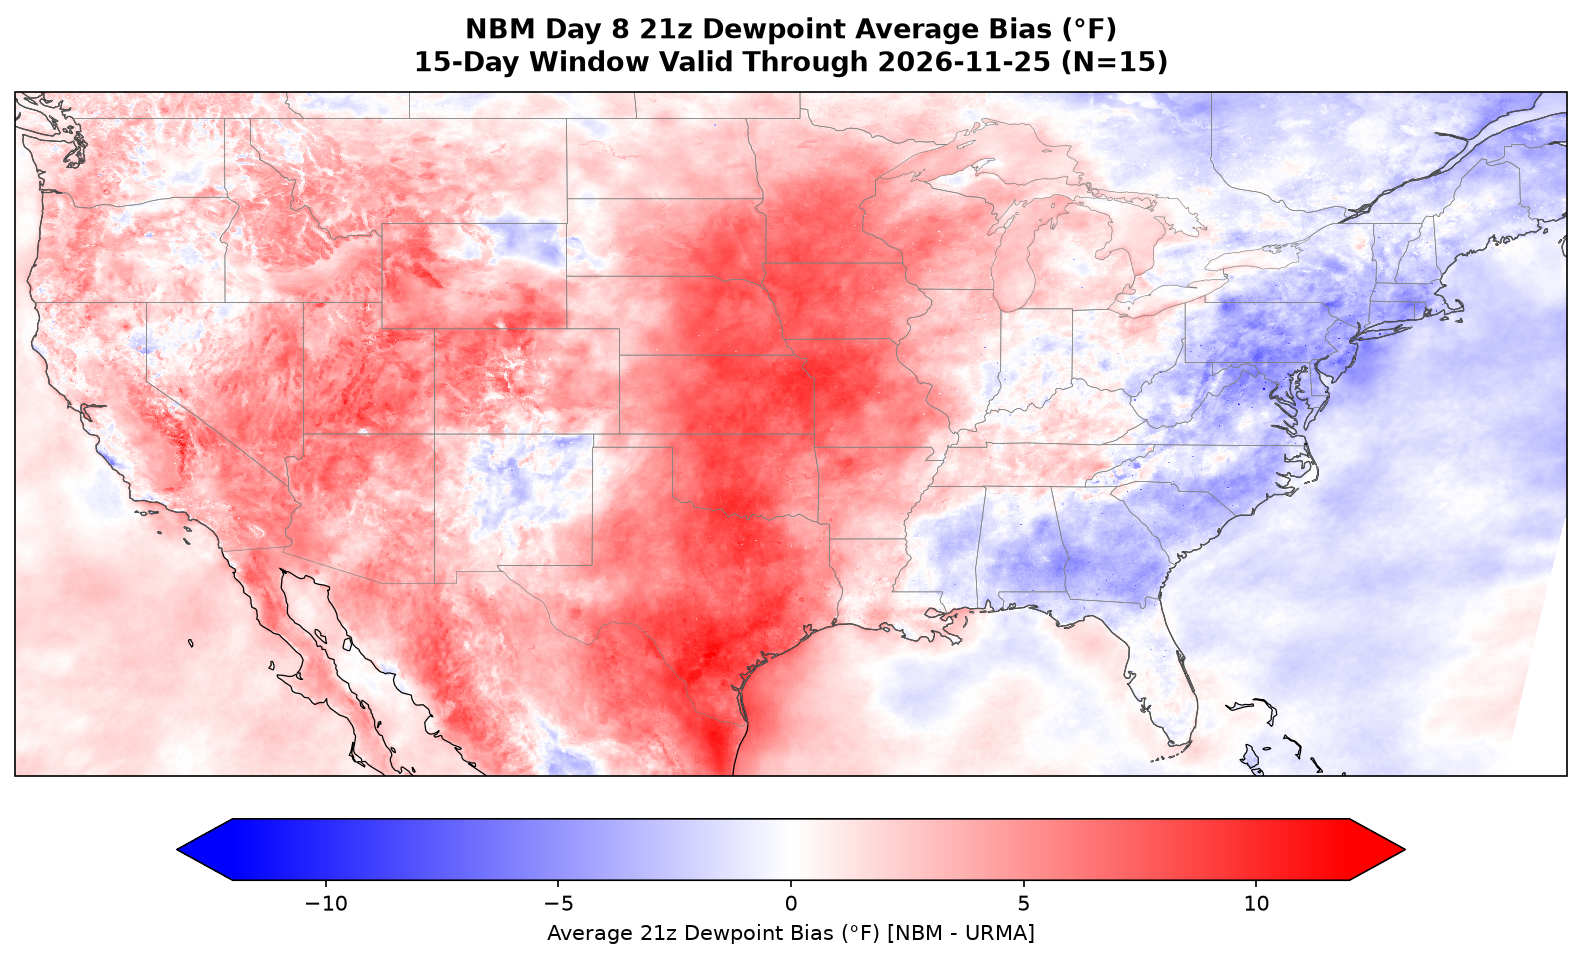 NBM Day 8 21z Dewpoint Average Bias (°F)
15-Day Window Valid Through 2026-11-25 (N=15)
−10 −5 0 5 10
Average 21z Dewpoint Bias (°F) [NBM - URMA]